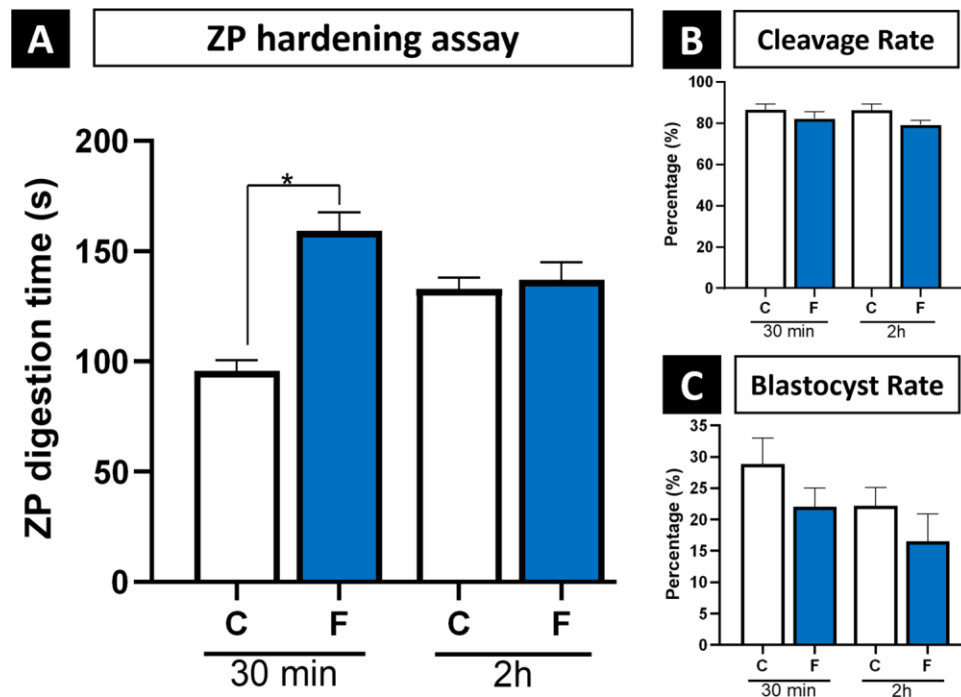 A
ZP hardening assay
ZP digestion time (s)
200
150
100
50
0
*
C
F
C
F
30 min
2h
B
Cleavage Rate
Percentage (%)
100
80
60
40
20
0
C
F
C
F
30 min
2h
C
Blastocyst Rate
Percentage (%)
35
30
25
20
15
10
5
0
C
F
C
F
30 min
2h